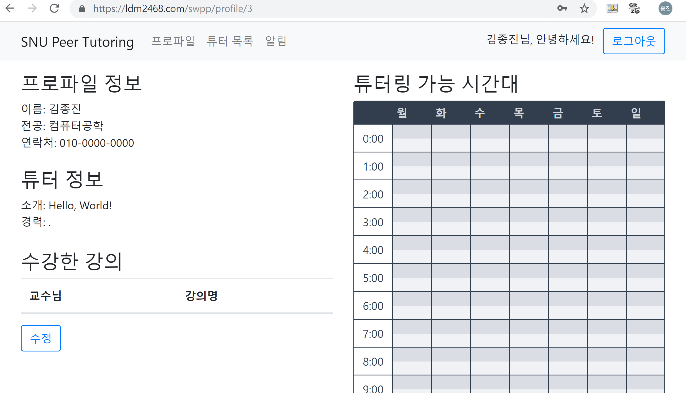 https://ldm2468.com/swpp/profile/3
SNU Peer Tutoring 프로파일 튜터 목록 알림 김종진님, 안녕하세요! 로그아웃
프로파일 정보
이름: 김종진
전공: 컴퓨터공학
연락처: 010-0000-0000
튜터 정보
소개: Hello, World!
경력: .
수강한 강의
교수님 강의명
수정
튜터링 가능 시간대
월 화 수 목 금 토 일
0:00
1:00
2:00
3:00
4:00
5:00
6:00
7:00
8:00
9:00